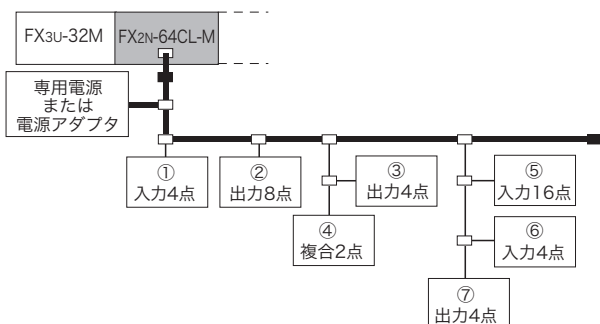 FX3U-32M
FX2N-64CL-M
専用電源
または
電源アダプタ
①
入力4点
②
出力8点
③
出力4点
④
複合2点
⑤
入力16点
⑥
入力4点
⑦
出力4点